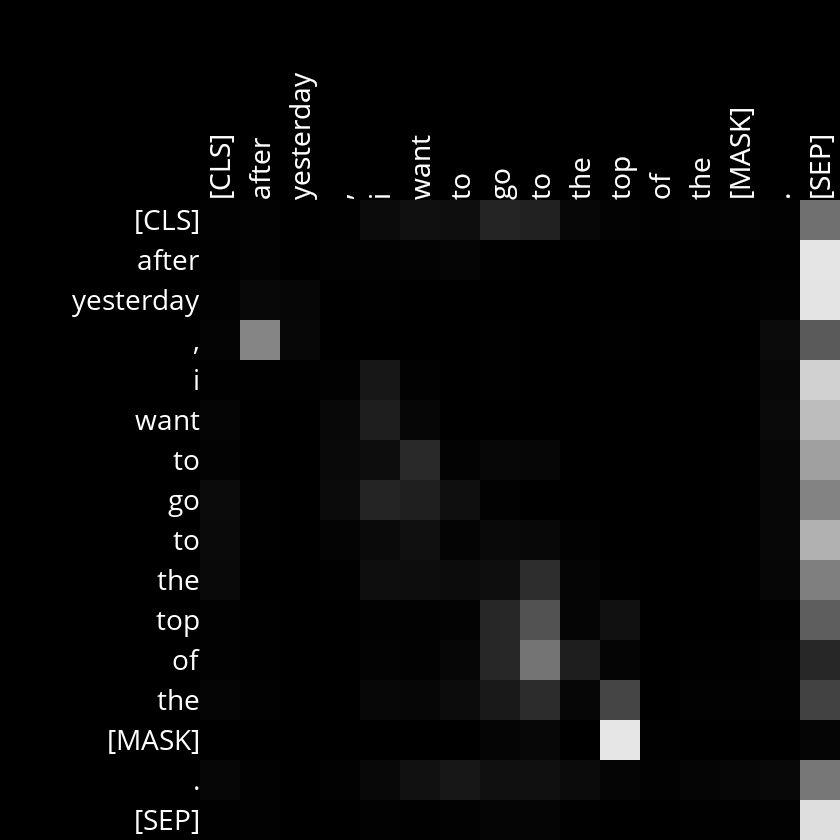 [CLS] after yesterday , i want to go to the top of the [MASK] . [SEP]
[CLS]
after
yesterday
,
i
want
to
go
to
the
top
of
the
[MASK]
.
[SEP]